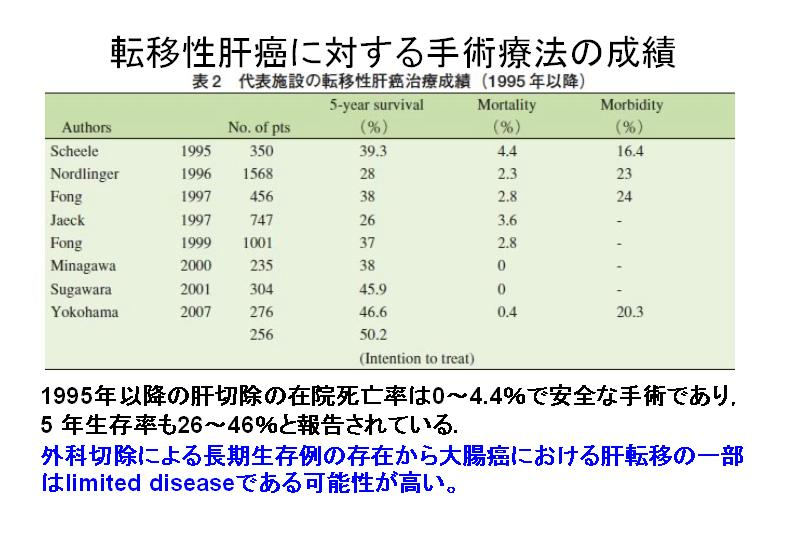 転移性肝癌に対する手術療法の成績
表2 代表施設の転移性肝癌治療成績（1995年以降）
5-year survival Mortality Morbidity
Authors No. of pts (%) (%) (%)
Scheele 1995 350 39.3 4.4 16.4
Nordlinger 1996 1568 28 2.3 23
Fong 1997 456 38 2.8 24
Jaeck 1997 747 26 3.6 -
Fong 1999 1001 37 2.8 -
Minagawa 2000 235 38 0 -
Sugawara 2001 304 45.9 0 -
Yokohama 2007 276 46.6 0.4 20.3
256 50.2
(Intention to treat)
1995年以降の肝切除の在院死亡率は0～4.4%で安全な手術であり,
5 年生存率も26～46%と報告されている.
外科切除による長期生存例の存在から大腸癌における肝転移の一部
はlimited diseaseである可能性が高い。